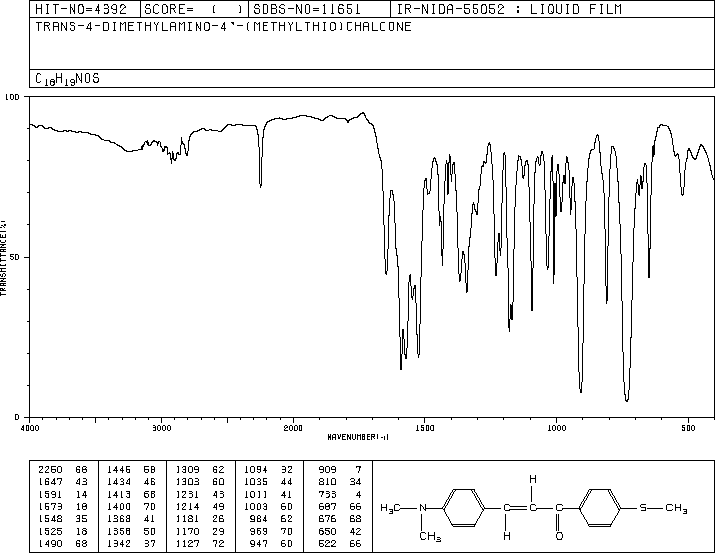 HIT-NO=4392 SCORE= ( ) SDBS-NO=11651 IR-NIDA-55052 : LIQUID FILM
TRANS-4-DIMETHYLAMINO-4'-(METHYLTHIO)CHALCONE
C18H19NOS
100
50
0
TRANSMITTANCE(%)
4000 3000 2000 1500 1000 500
WAVENUMBER(-1)
2260 68 1446 58 1309 62 1094 32 909 7
1647 43 1434 46 1303 60 1035 44 810 34
1591 14 1413 66 1231 43 1011 41 733 4
1573 18 1400 70 1214 49 1003 60 687 66
1548 35 1368 41 1181 26 984 62 676 68
1525 18 1358 50 1170 29 969 70 650 42
1490 68 1342 37 1127 72 947 60 522 66
H
H3C N S CH3
CH3 H O